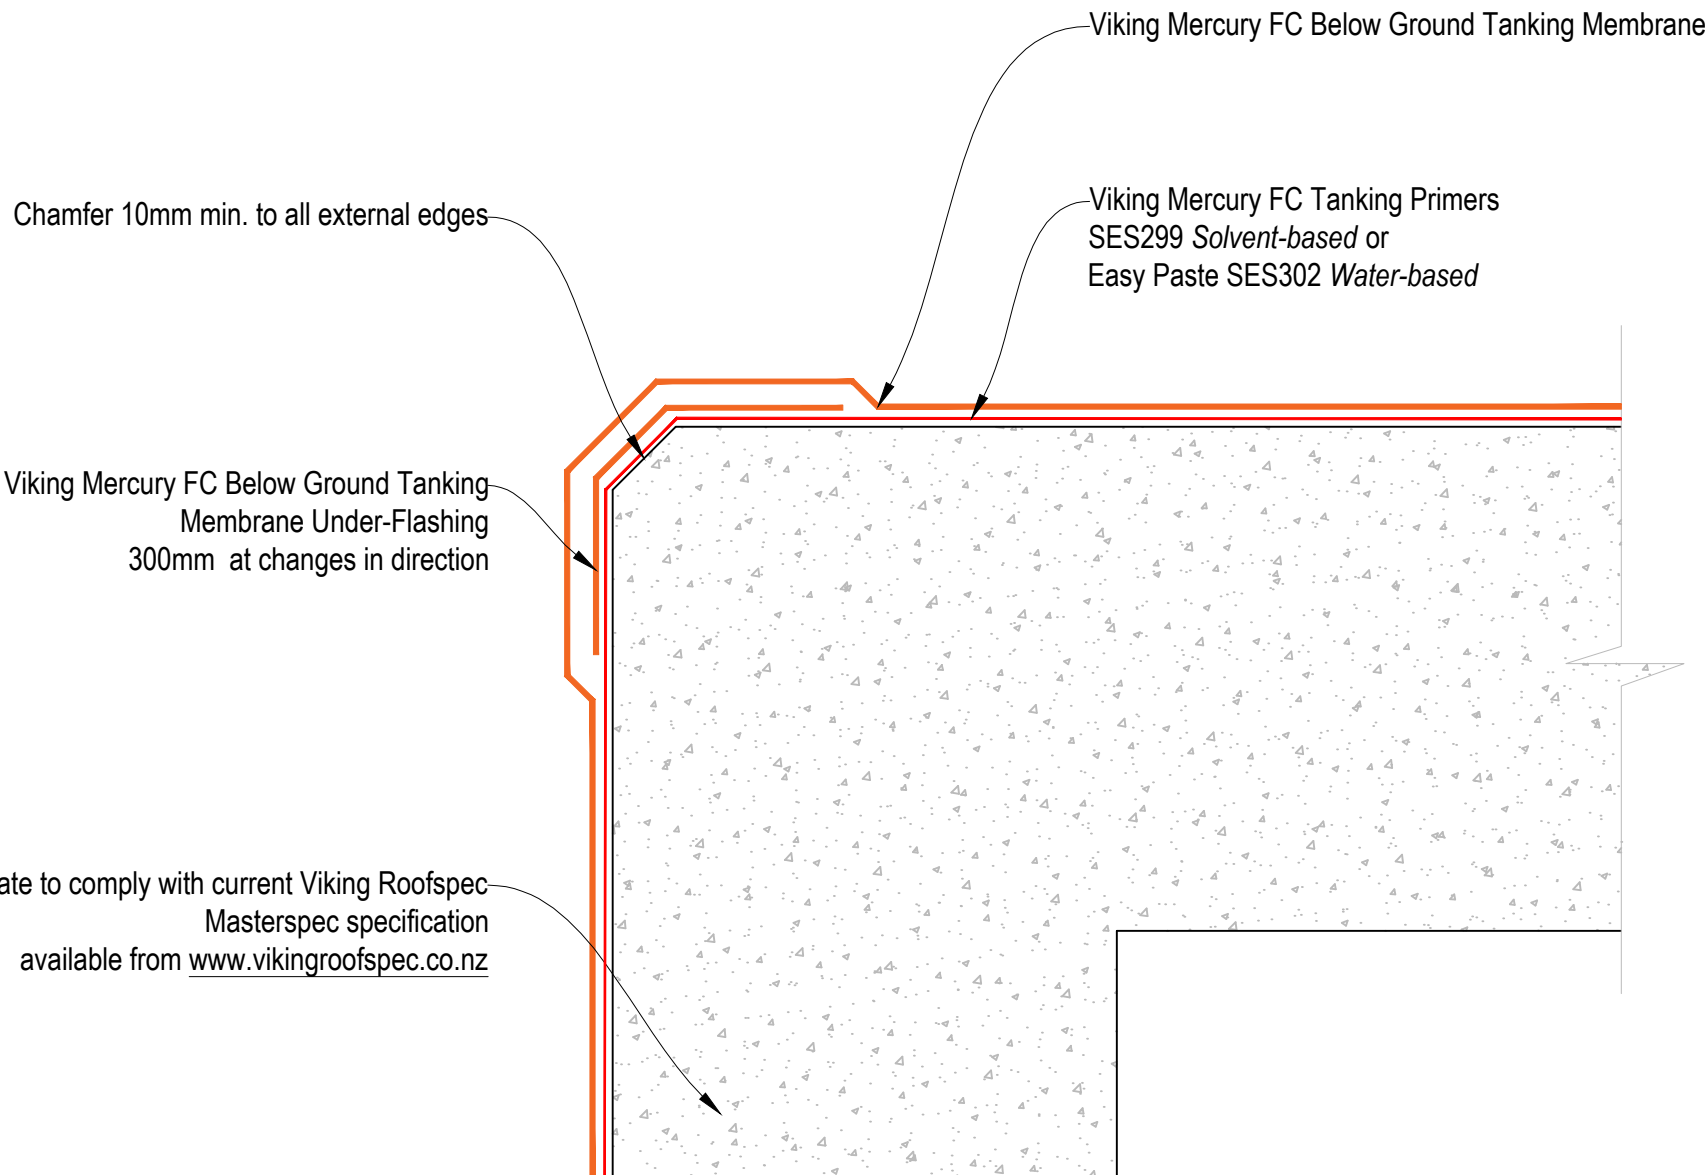 Viking Mercury FC Below Ground Tanking Membrane
Chamfer 10mm min. to all external edges
Viking Mercury FC Tanking Primers
SES299 Solvent-based or
Easy Paste SES302 Water-based
Viking Mercury FC Below Ground Tanking
Membrane Under-Flashing
300mm at changes in direction
to comply with current Viking Roofspec
Masterspec specification
available from www.vikingroofspec.co.nz